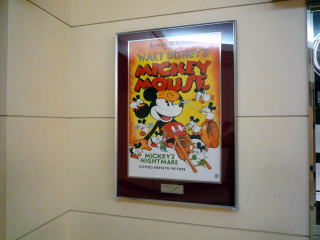 WALT DISNEY'S
MICKEY
MOUSE
MICKEY'S
NIGHTMARE
UNITED ARTISTS PICTURE